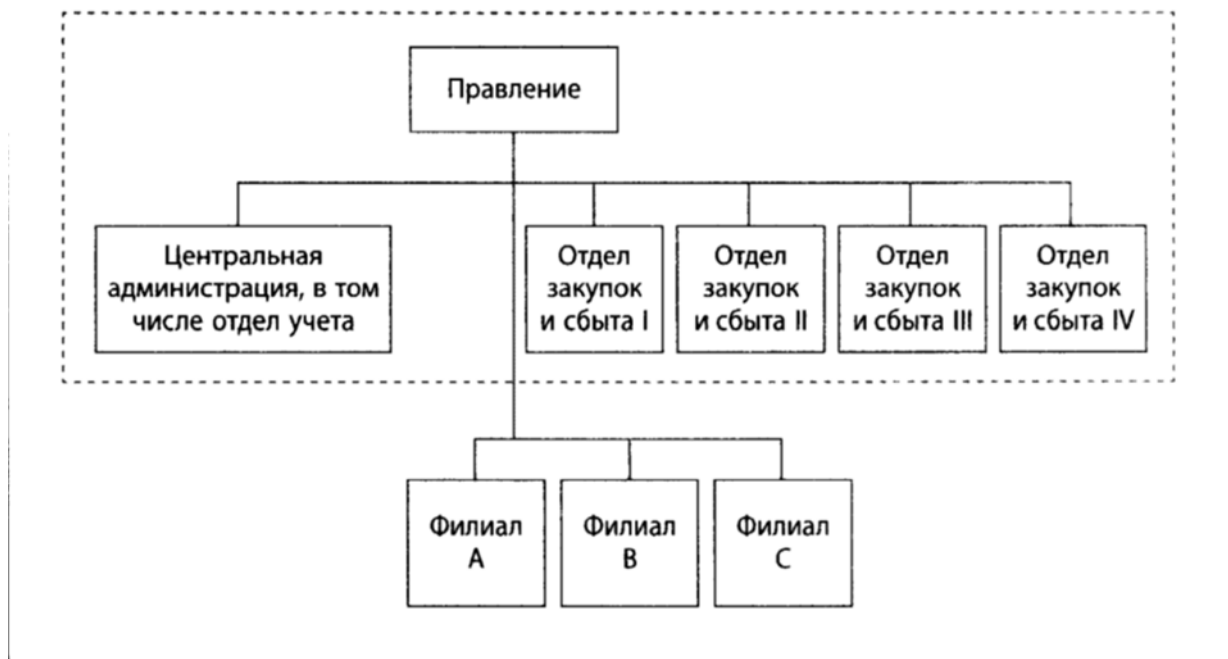 Правление
Центральная
администрация, в том
числе отдел учета
Отдел
закупок
и сбыта I
Отдел
закупок
и сбыта II
Отдел
закупок
и сбыта III
Отдел
закупок
и сбыта IV
Филиал
A
Филиал
B
Филиал
C